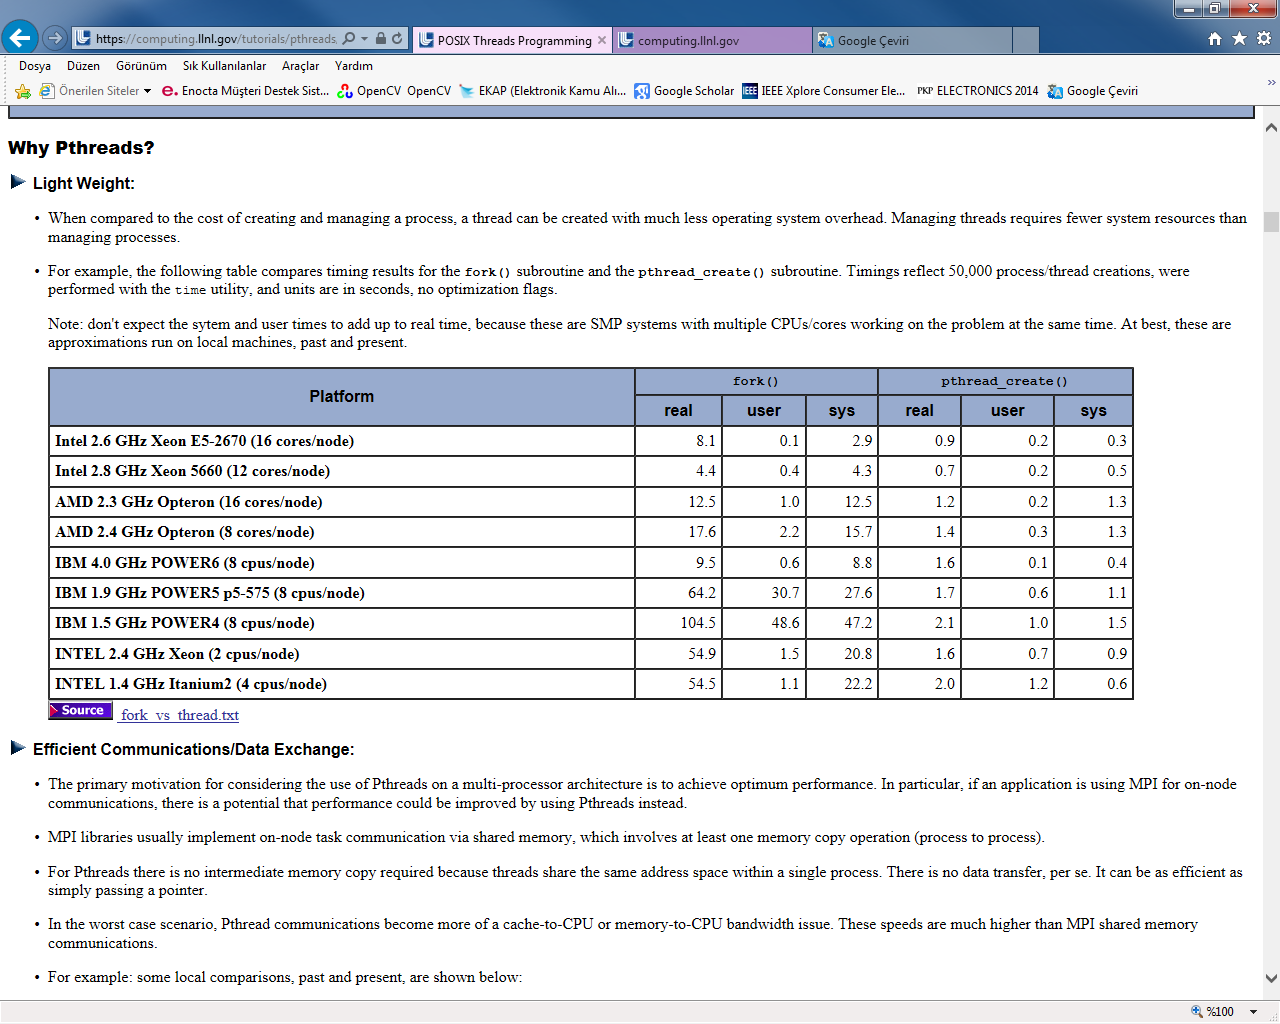 https://computing.llnl.gov/tutorials/pthreads
POSIX Threads Programming
computing.llnl.gov
Google Çeviri
Dosya Düzen Görünüm Sık Kullanılanlar Araçlar Yardım
Önerilen Siteler
Enocta Müşteri Destek Sist...
OpenCV OpenCV
EKAP (Elektronik Kamu Alı...
Google Scholar
IEEE IEEE Xplore Consumer Ele...
PKP ELECTRONICS 2014
Google Çeviri
Why Pthreads?
Light Weight:
• When compared to the cost of creating and managing a process, a thread can be created with much less operating system overhead. Managing threads requires fewer system resources than
managing processes.
• For example, the following table compares timing results for the fork() subroutine and the pthread_create() subroutine. Timings reflect 50,000 process/thread creations, were
performed with the time utility, and units are in seconds, no optimization flags.
Note: don't expect the sytem and user times to add up to real time, because these are SMP systems with multiple CPUs/cores working on the problem at the same time. At best, these are
approximations run on local machines, past and present.
Platform fork() pthread_create()
real user sys real user sys
Intel 2.6 GHz Xeon E5-2670 (16 cores/node) 8.1 0.1 2.9 0.9 0.2 0.3
Intel 2.8 GHz Xeon 5660 (12 cores/node) 4.4 0.4 4.3 0.7 0.2 0.5
AMD 2.3 GHz Opteron (16 cores/node) 12.5 1.0 12.5 1.2 0.2 1.3
AMD 2.4 GHz Opteron (8 cores/node) 17.6 2.2 15.7 1.4 0.3 1.3
IBM 4.0 GHz POWER6 (8 cpus/node) 9.5 0.6 8.8 1.6 0.1 0.4
IBM 1.9 GHz POWER5 p5-575 (8 cpus/node) 64.2 30.7 27.6 1.7 0.6 1.1
IBM 1.5 GHz POWER4 (8 cpus/node) 104.5 48.6 47.2 2.1 1.0 1.5
INTEL 2.4 GHz Xeon (2 cpus/node) 54.9 1.5 20.8 1.6 0.7 0.9
INTEL 1.4 GHz Itanium2 (4 cpus/node) 54.5 1.1 22.2 2.0 1.2 0.6
Source fork_vs_thread.txt
Efficient Communications/Data Exchange:
• The primary motivation for considering the use of Pthreads on a multi-processor architecture is to achieve optimum performance. In particular, if an application is using MPI for on-node
communications, there is a potential that performance could be improved by using Pthreads instead.
• MPI libraries usually implement on-node task communication via shared memory, which involves at least one memory copy operation (process to process).
• For Pthreads there is no intermediate memory copy required because threads share the same address space within a single process. There is no data transfer, per se. It can be as efficient as
simply passing a pointer.
• In the worst case scenario, Pthread communications become more of a cache-to-CPU or memory-to-CPU bandwidth issue. These speeds are much higher than MPI shared memory
communications.
• For example: some local comparisons, past and present, are shown below:
%100